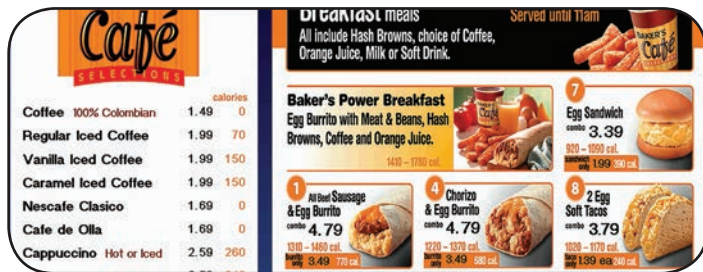 Café
SELECTIONS
calories
Coffee 100% Colombian 1.49 0
Regular Iced Coffee 1.99 70
Vanilla Iced Coffee 1.99 150
Caramel Iced Coffee 1.99 150
Nescafe Clasico 1.69 0
Cafe de Olla 1.69 0
Cappuccino Hot or Iced 2.59 260
Breakfast meals
Served until 11am
All include Hash Browns, choice of Coffee,
Orange Juice, Milk or Soft Drink.
BAKER'S
Café
Baker's Power Breakfast
Egg Burrito with Meat & Beans, Hash
Browns, Coffee and Orange Juice.
1410 – 1780 cal.
7
Egg Sandwich
combo 3.39
920 – 1090 cal.
sandwich only 1.99 390 cal.
1
All Beef Sausage
& Egg Burrito
combo 4.79
1310 – 1460 cal.
burrito only 3.49 770 cal.
4
Chorizo
& Egg Burrito
combo 4.79
1220 – 1370 cal.
burrito only 3.49 680 cal.
8
2 Egg
Soft Tacos
combo 3.79
1020 – 1170 cal.
taco only 1.39 ea 240 cal.